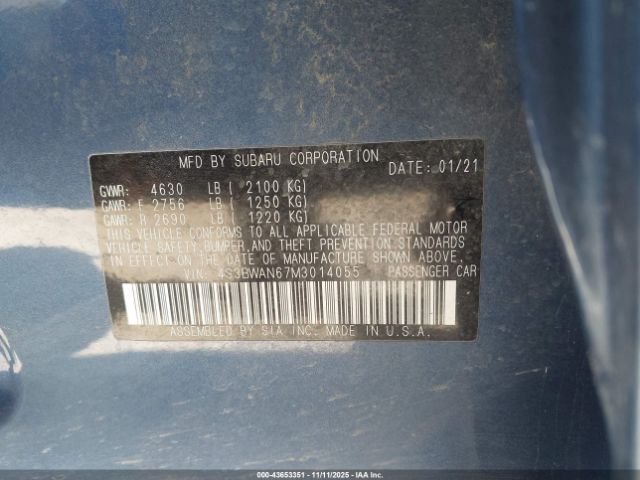 MFD BY SUBARU CORPORATION DATE: 01/21
GVWR: 4630 LB ( 2100 KG)
GAWR: F 2756 LB ( 1250 KG)
GAWR: R 2690 LB ( 1220 KG)
THIS VEHICLE CONFORMS TO ALL APPLICABLE FEDERAL MOTOR
VEHICLE SAFETY, BUMPER, AND THEFT PREVENTION STANDARDS
IN EFFECT ON THE DATE OF MANUFACTURE SHOWN ABOVE.
VIN: 4S3BWAN67M3014055 PASSENGER CAR
ASSEMBLED BY SIA INC. MADE IN U.S.A.
000-43653351 | 11/11/2025 - IAAI.COM